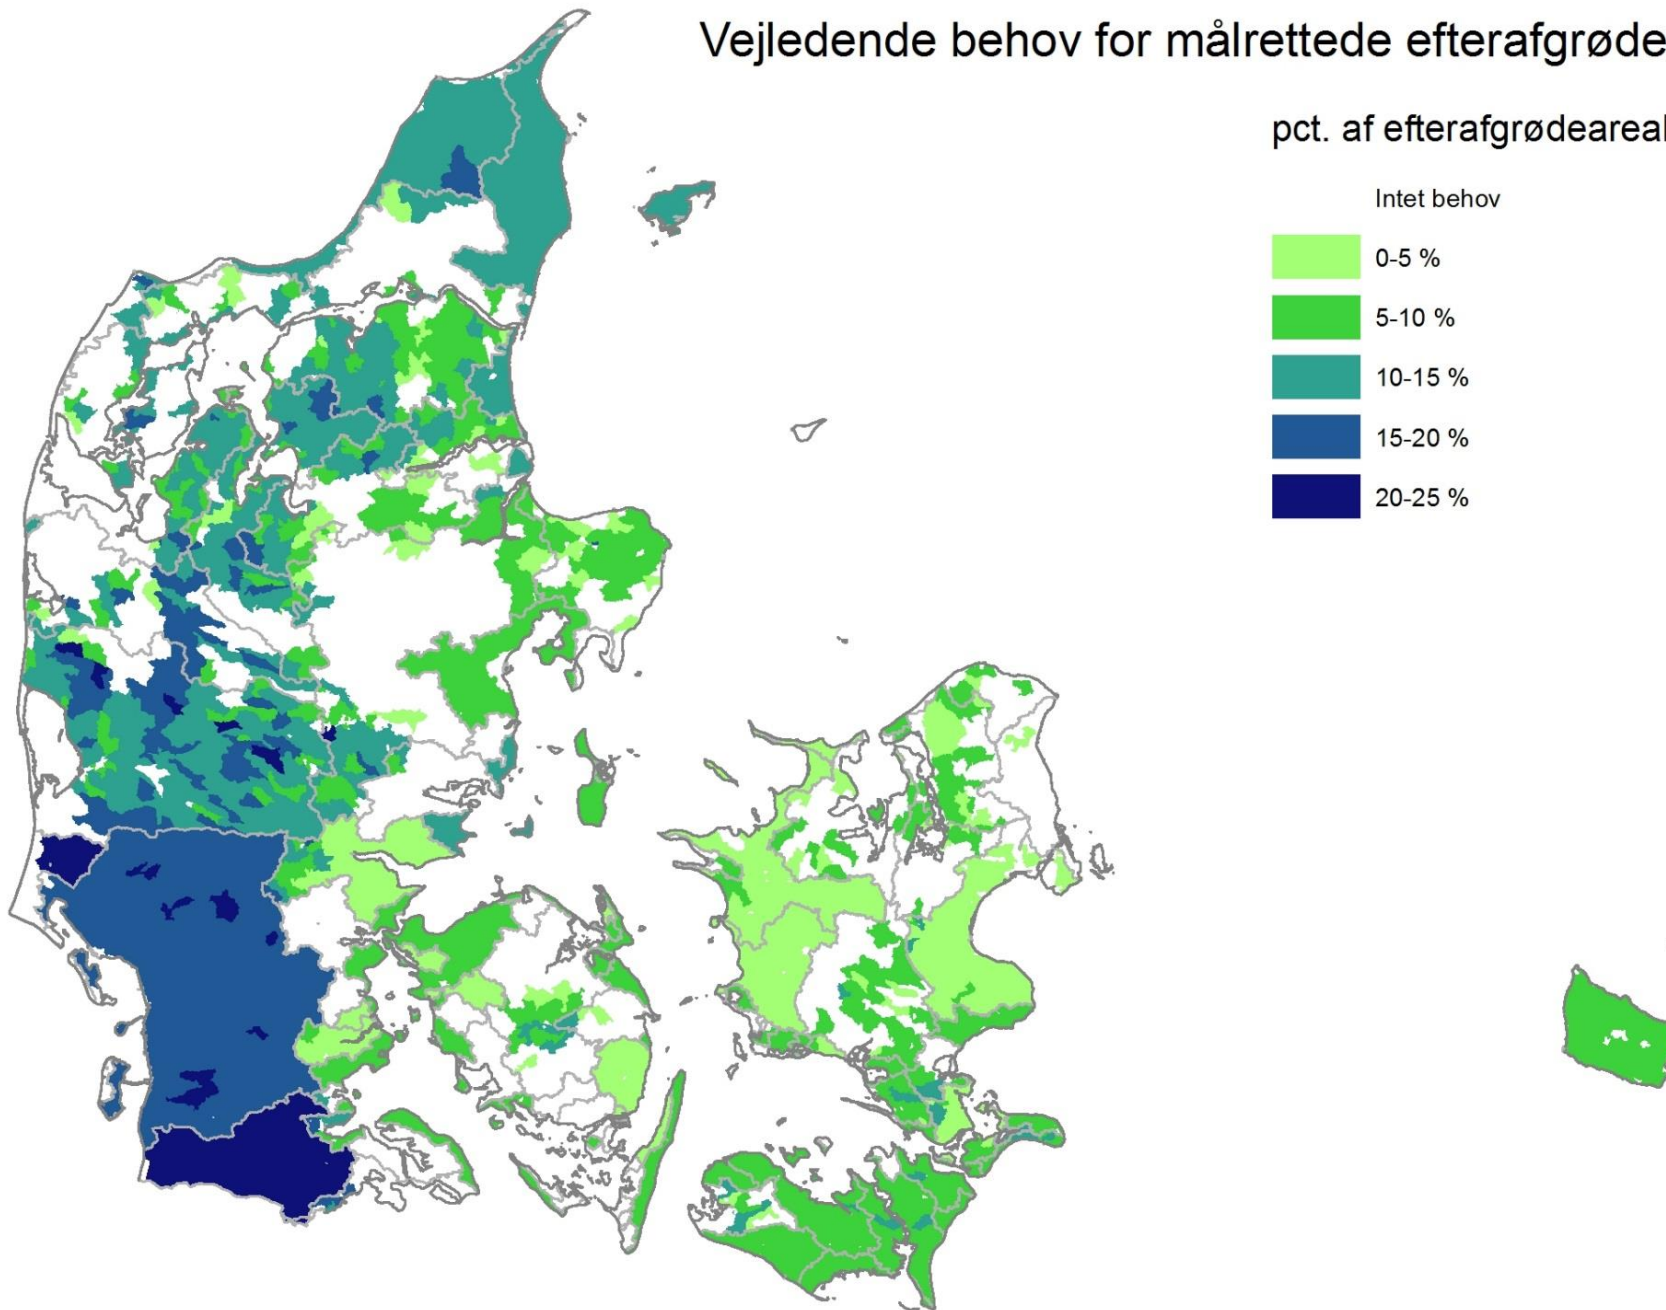 Vejledende behov for målrettede efterafgrøde
pct. af efterafgrødeareal
Intet behov
0-5 %
5-10 %
10-15 %
15-20 %
20-25 %